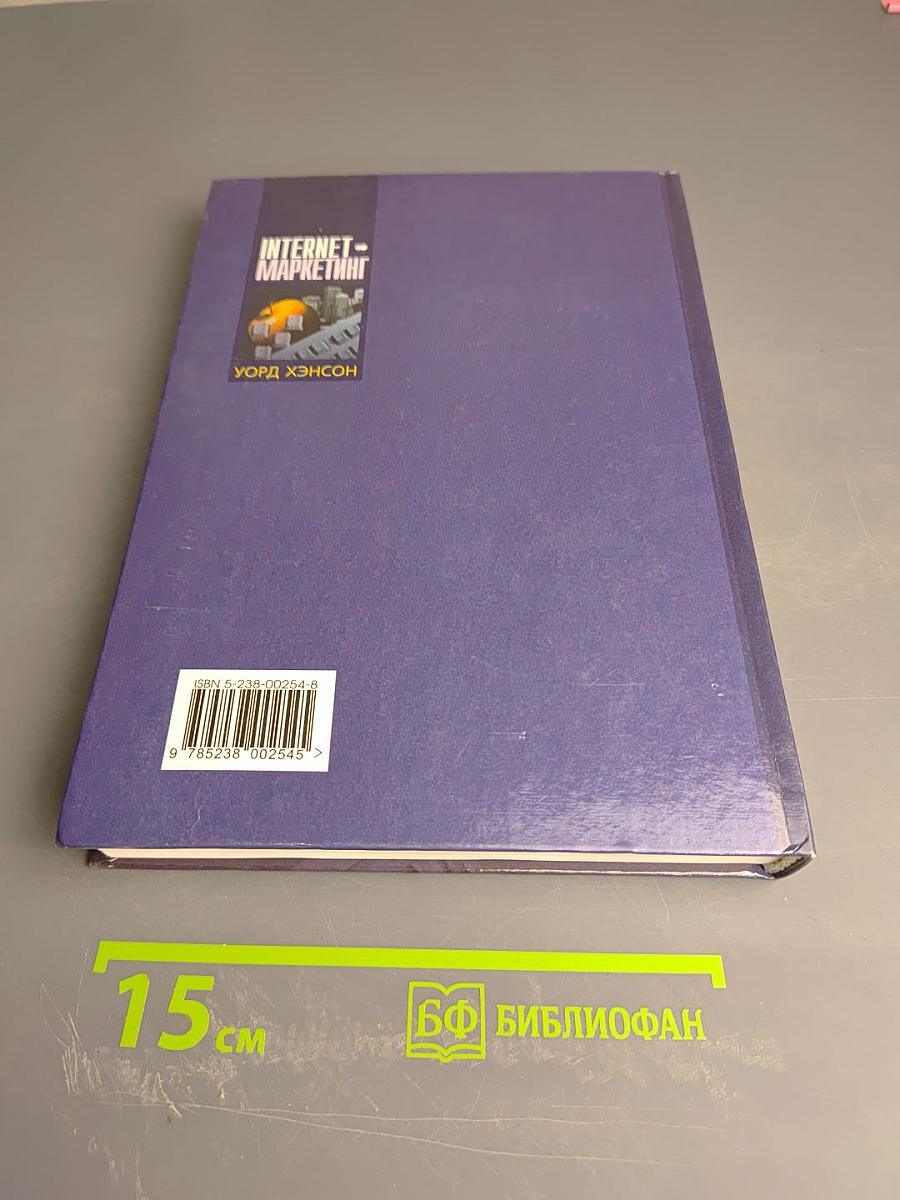 INTERNET-
МАРКЕТИНГ
УОРД ХЭНСОН
ISBN 5-238-00254-8
9 785238 002545 >
15 см
БФ БИБЛИОФАН